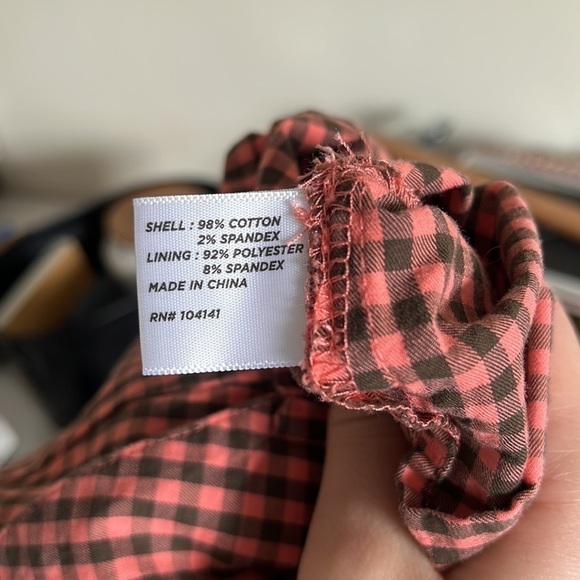 SHELL : 98% COTTON
2% SPANDEX
LINING : 92% POLYESTER
8% SPANDEX
MADE IN CHINA
RN# 104141